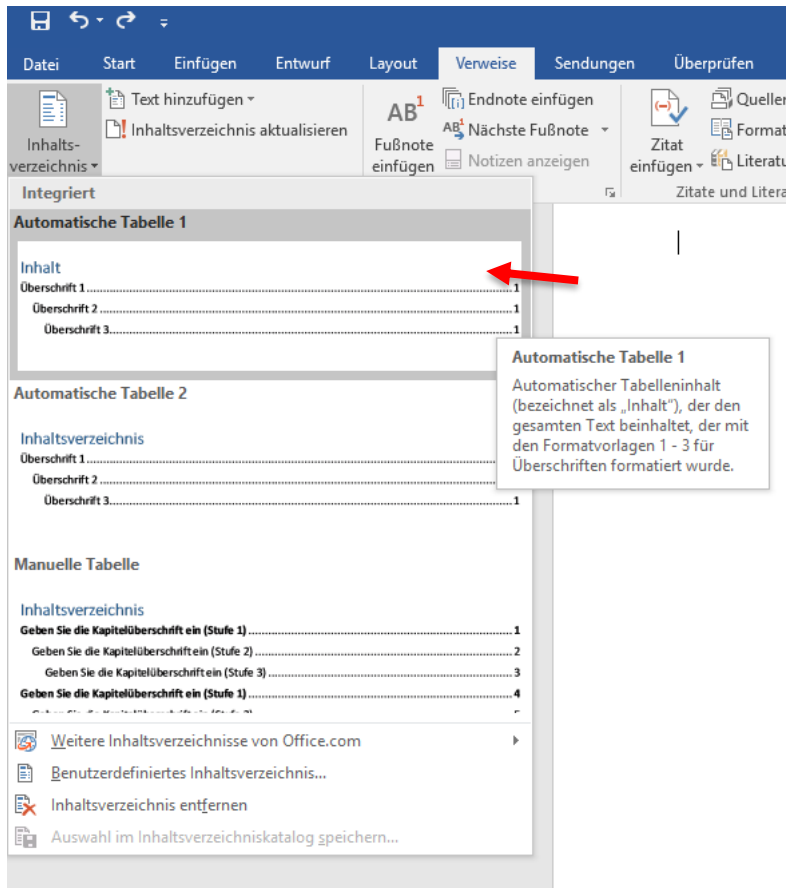 Datei Start Einfügen Entwurf Layout Verweise Sendungen Überprüfen
Inhalts-
verzeichnis
Text hinzufügen
Inhaltsverzeichnis aktualisieren
AB1
Fußnote
einfügen
Endnote einfügen
AB1 Nächste Fußnote
Notizen anzeigen
Zitat
einfügen
Quellen
Format
Literatu
Zitate und Litera
Integriert
Automatische Tabelle 1
Inhalt
Überschrift 1 1
Überschrift 2 1
Überschrift 3 1
Automatische Tabelle 1
Automatischer Tabelleninhalt
(bezeichnet als „Inhalt“), der den
gesamten Text beinhaltet, der mit
den Formatvorlagen 1 - 3 für
Überschriften formatiert wurde.
Automatische Tabelle 2
Inhaltsverzeichnis
Überschrift 1
Überschrift 2
Überschrift 3 1
Manuelle Tabelle
Inhaltsverzeichnis
Geben Sie die Kapitelüberschrift ein (Stufe 1) 1
Geben Sie die Kapitelüberschrift ein (Stufe 2) 2
Geben Sie die Kapitelüberschrift ein (Stufe 3) 3
Geben Sie die Kapitelüberschrift ein (Stufe 1) 4
Weitere Inhaltsverzeichnisse von Office.com
Benutzerdefiniertes Inhaltsverzeichnis...
Inhaltsverzeichnis entfernen
Auswahl im Inhaltsverzeichniskatalog speichern...